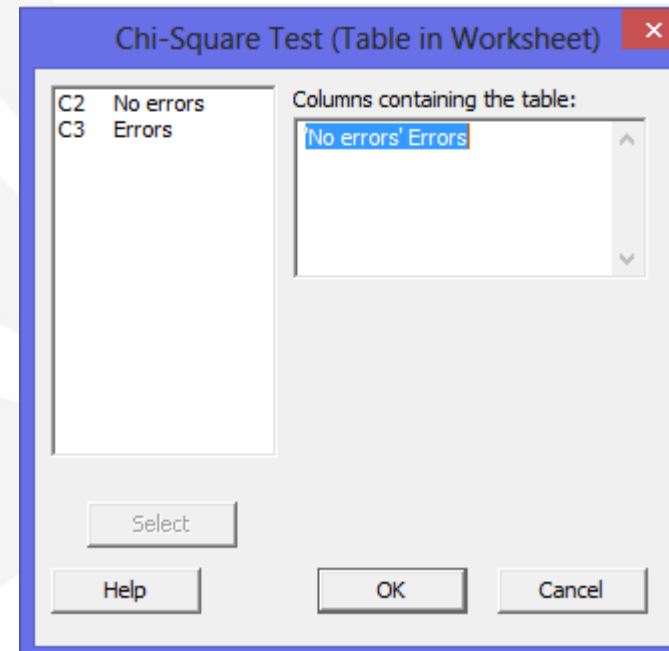 Chi-Square Test (Table in Worksheet)
C2 No errors
C3 Errors
Columns containing the table:
'No errors' Errors
Select
Help
OK
Cancel